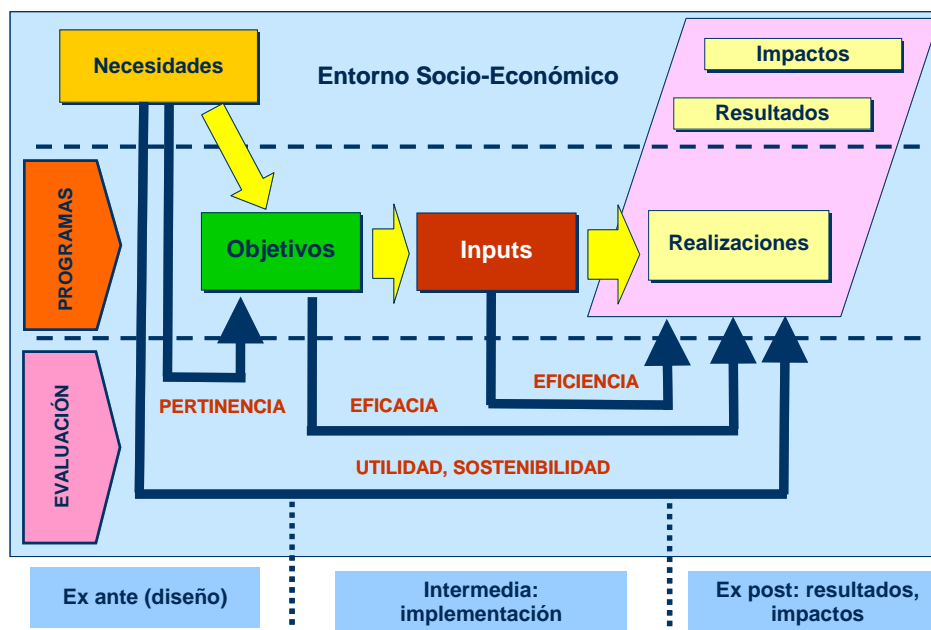 Necesidades
Entorno Socio-Económico
Impactos
Resultados
PROGRAMAS
Objetivos
Inputs
Realizaciones
EVALUACIÓN
PERTINENCIA
EFICACIA
EFICIENCIA
UTILIDAD, SOSTENIBILIDAD
Ex ante (diseño)
Intermedia:
implementación
Ex post: resultados,
impactos